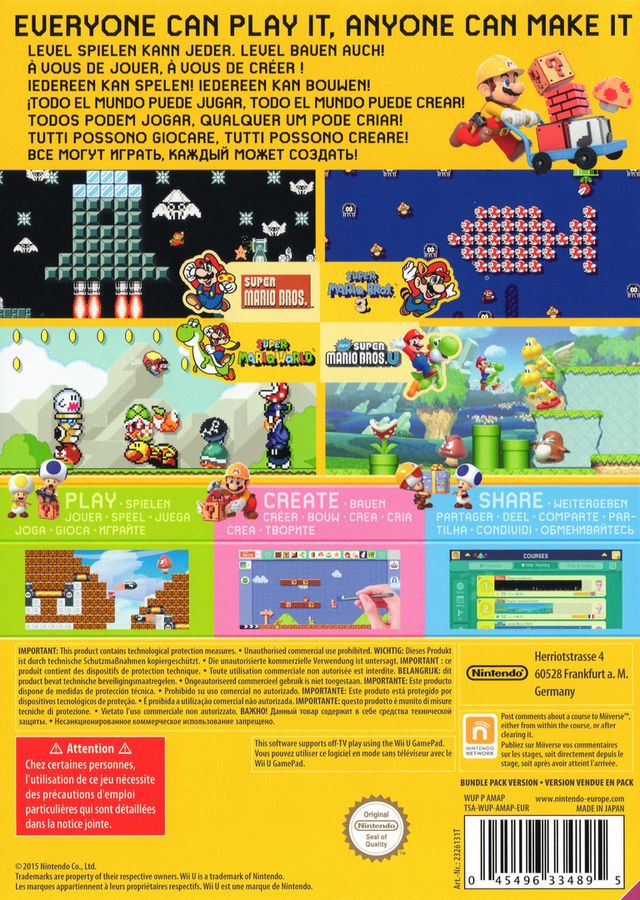 EVERYONE CAN PLAY IT, ANYONE CAN MAKE IT
LEVEL SPIELEN KANN JEDER. LEVEL BAUEN AUCH!
À VOUS DE JOUER, À VOUS DE CRÉER !
IEDEREEN KAN SPELEN! IEDEREEN KAN BOUWEN!
¡TODO EL MUNDO PUEDE JUGAR, TODO EL MUNDO PUEDE CREAR!
TODOS PODEM JOGAR, QUALQUER UM PODE CRIAR!
TUTTI POSSONO GIOCARE, TUTTI POSSONO CREARE!
ВСЕ МОГУТ ИГРАТЬ, КАЖДЫЙ МОЖЕТ СОЗДАТЬ!
SUPER MARIO BROS.
SUPER MARIO BROS. 3
SUPER MARIO WORLD
NEW SUPER MARIO BROS. U
PLAY · SPIELEN
JOUER · SPEEL · JUEGA
JOGA · GIOCA · ИГРАЙТЕ
CREATE · BAUEN
CRÉER · BOUW · CREA · CRIA
CREA · ТВОРИТЕ
SHARE · WEITERGEBEN
PARTAGER · DEEL · COMPARTE · PAR-
TILHA · CONDIVIDI · ОБМЕНИВАЙТЕСЬ
COURSES
IMPORTANT: This product contains technological protection measures. • Unauthorised commercial use prohibited. WICHTIG: Dieses Produkt
ist durch technische Schutzmaßnahmen kopiergeschützt. • Die unautorisierte kommerzielle Verwendung ist untersagt. IMPORTANT : ce
produit contient des dispositifs de protection technique. • Toute utilisation commerciale non autorisée est interdite. BELANGRIJK: dit
product bevat technische beveiligingsmaatregelen. • Ongeautoriseerd commercieel gebruik is niet toegestaan. IMPORTANTE: Este producto
dispone de medidas de protección técnica. • Prohibido su uso comercial no autorizado. IMPORTANTE: Este produto está protegido por
dispositivos tecnológicos de proteção. • É proibida a utilização comercial não autorizada. IMPORTANTE: questo prodotto è munito di misure
tecniche di protezione. • Vietato l'uso commerciale non autorizzato. ВАЖНО! Данный товар содержит в себе средства технической
защиты. • Несанкционированное коммерческое использование запрещено.
Nintendo
Herriotstrasse 4
60528 Frankfurt a. M.
Germany
NINTENDO NETWORK
Post comments about a course to Miiverse™,
either from within the course, or after
clearing it.
Publiez sur Miiverse vos commentaires
sur les stages, soit directement depuis le
stage, soit après avoir atteint l'arrivée.
Attention
Chez certaines personnes,
l'utilisation de ce jeu nécessite
des précautions d'emploi
particulières qui sont détaillées
dans la notice jointe.
This software supports off-TV play using the Wii U GamePad.
Vous pouvez utiliser ce logiciel en mode sans téléviseur avec le
Wii U GamePad.
BUNDLE PACK VERSION • VERSION VENDUE EN PACK
WUP P AMAP
TSA-WUP-AMAP-EUR
www.nintendo-europe.com
MADE IN JAPAN
Original
Nintendo
Seal of
Quality
Art.-Nr.: 2326131T
0 45496 33489 5
© 2015 Nintendo Co., Ltd.
Trademarks are property of their respective owners. Wii U is a trademark of Nintendo.
Les marques appartiennent à leurs propriétaires respectifs. Wii U est une marque de Nintendo.